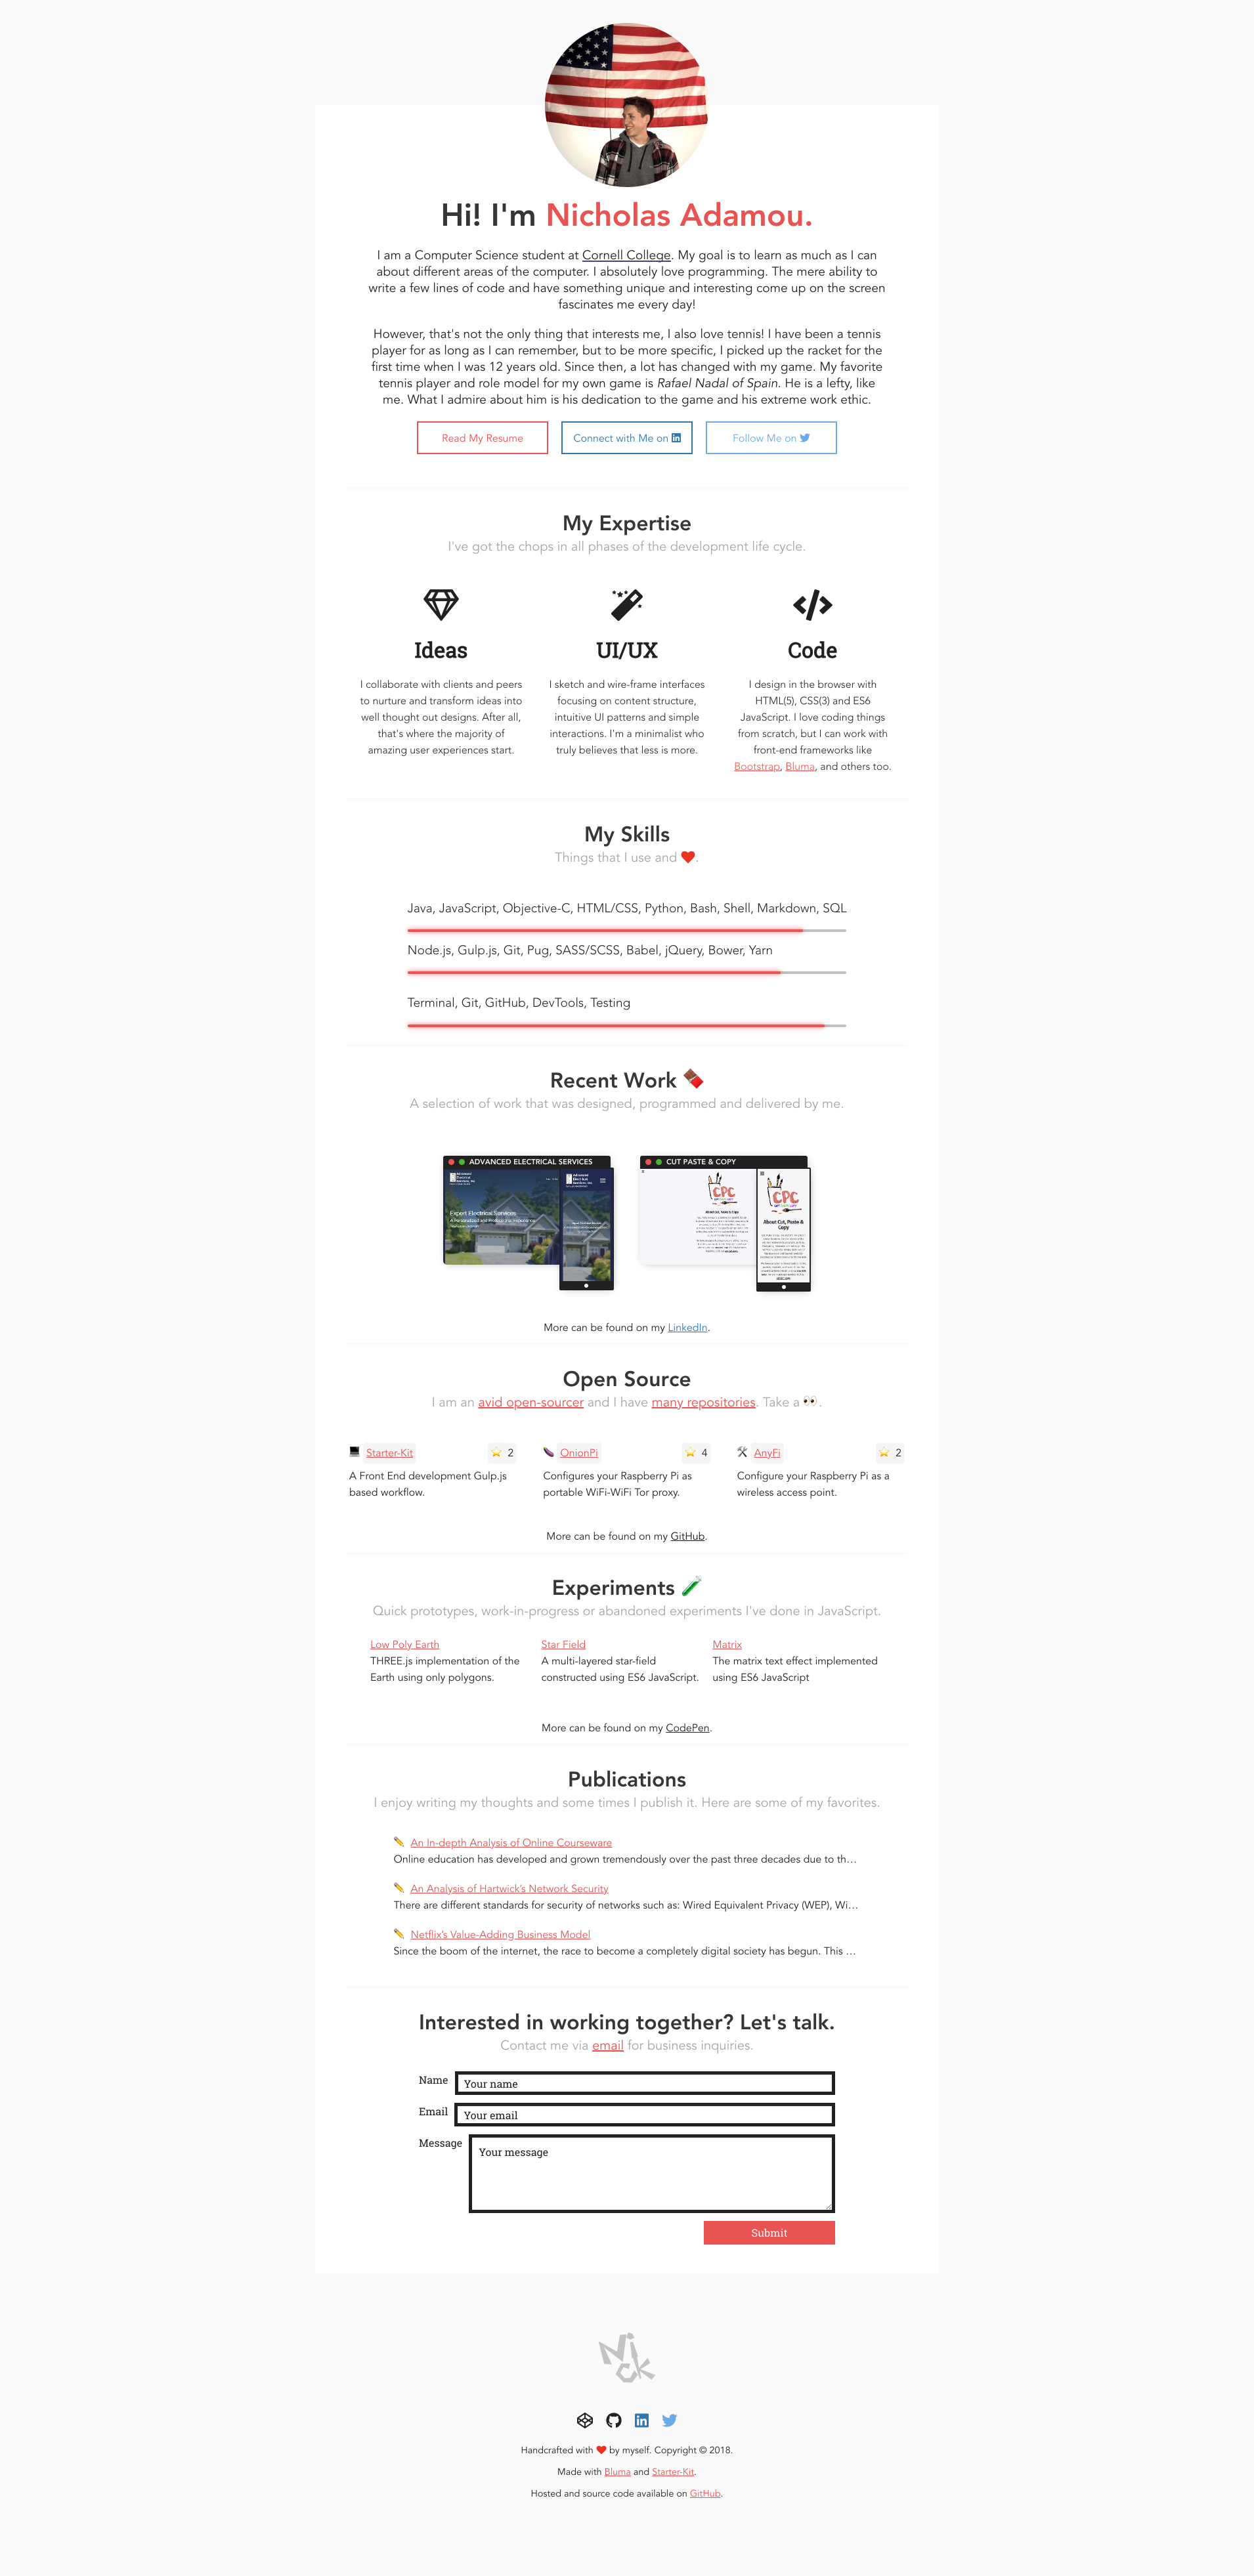 Hi! I'm Nicholas Adamou.
I am a Computer Science student at Cornell College. My goal is to learn as much as I can
about different areas of the computer. I absolutely love programming. The mere ability to
write a few lines of code and have something unique and interesting come up on the screen
fascinates me every day!
However, that's not the only thing that interests me, I also love tennis! I have been a tennis
player for as long as I can remember, but to be more specific, I picked up the racket for the
first time when I was 12 years old. Since then, a lot has changed with my game. My favorite
tennis player and role model for my own game is Rafael Nadal of Spain. He is a lefty, like
me. What I admire about him is his dedication to the game and his extreme work ethic.
Read My Resume
Connect with Me on
Follow Me on
My Expertise
I've got the chops in all phases of the development life cycle.
Ideas
I collaborate with clients and peers
to nurture and transform ideas into
well thought out designs. After all,
that's where the majority of
amazing user experiences start.
UI/UX
I sketch and wire-frame interfaces
focusing on content structure,
intuitive UI patterns and simple
interactions. I'm a minimalist who
truly believes that less is more.
Code
I design in the browser with
HTML(5), CSS(3) and ES6
JavaScript. I love coding things
from scratch, but I can work with
front-end frameworks like
Bootstrap, Bluma, and others too.
My Skills
Things that I use and ❤️.
Java, JavaScript, Objective-C, HTML/CSS, Python, Bash, Shell, Markdown, SQL
Node.js, Gulp.js, Git, Pug, SASS/SCSS, Babel, jQuery, Bower, Yarn
Terminal, Git, GitHub, DevTools, Testing
Recent Work 🍫
A selection of work that was designed, programmed and delivered by me.
ADVANCED ELECTRICAL SERVICES
Expert Electrical Services
CUT PASTE & COPY
CPC
About Cut, Paste & Copy
CPC
About Cut, Paste &
Copy
More can be found on my LinkedIn.
Open Source
I am an avid open-sourcer and I have many repositories. Take a 👀.
Starter-Kit
⭐ 2
A Front End development Gulp.js
based workflow.
OnionPi
⭐ 4
Configures your Raspberry Pi as
portable WiFi-WiFi Tor proxy.
AnyFi
⭐ 2
Configure your Raspberry Pi as a
wireless access point.
More can be found on my GitHub.
Experiments 🧪
Quick prototypes, work-in-progress or abandoned experiments I've done in JavaScript.
Low Poly Earth
THREE.js implementation of the
Earth using only polygons.
Star Field
A multi-layered star-field
constructed using ES6 JavaScript.
Matrix
The matrix text effect implemented
using ES6 JavaScript
More can be found on my CodePen.
Publications
I enjoy writing my thoughts and some times I publish it. Here are some of my favorites.
An In-depth Analysis of Online Courseware
Online education has developed and grown tremendously over the past three decades due to th…
An Analysis of Hartwick’s Network Security
There are different standards for security of networks such as: Wired Equivalent Privacy (WEP), Wi…
Netflix’s Value-Adding Business Model
Since the boom of the internet, the race to become a completely digital society has begun. This …
Interested in working together? Let's talk.
Contact me via email for business inquiries.
Name
Your name
Email
Your email
Message
Your message
Submit
Nick
Handcrafted with ❤️ by myself. Copyright © 2018.
Made with Bluma and Starter-Kit.
Hosted and source code available on GitHub.